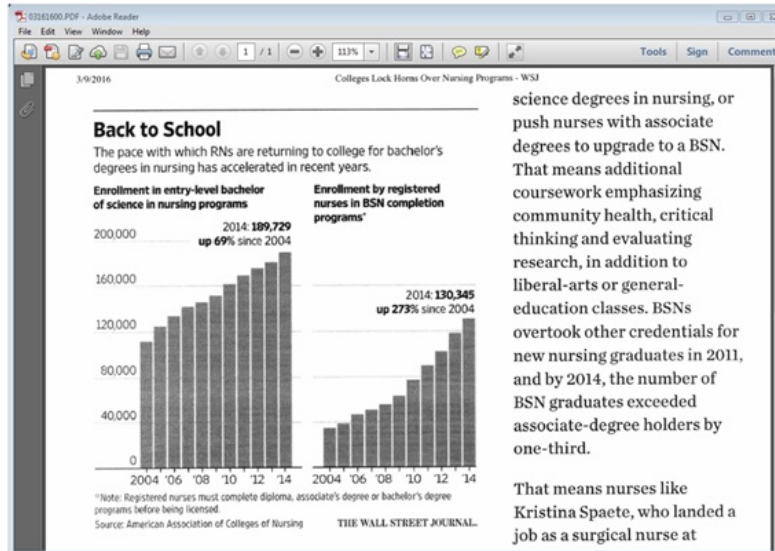 03161600.PDF - Adobe Reader
File Edit View Window Help
1 / 1
113%
Tools Sign Comment
3/9/2016
Colleges Lock Horns Over Nursing Programs - WSJ
Back to School
The pace with which RNs are returning to college for bachelor's
degrees in nursing has accelerated in recent years.
Enrollment in entry-level bachelor
of science in nursing programs
2014: 189,729
up 69% since 2004
200,000
160,000
120,000
80,000
40,000
0
2004 '06 '08 '10 '12 '14
Enrollment by registered
nurses in BSN completion
programs*
2014: 130,345
up 273% since 2004
2004 '06 '08 '10 '12 '14
*Note: Registered nurses must complete diploma, associate's degree or bachelor's degree
programs before being licensed.
Source: American Association of Colleges of Nursing
THE WALL STREET JOURNAL.
science degrees in nursing, or
push nurses with associate
degrees to upgrade to a BSN.
That means additional
coursework emphasizing
community health, critical
thinking and evaluating
research, in addition to
liberal-arts or general-
education classes. BSNs
overtook other credentials for
new nursing graduates in 2011,
and by 2014, the number of
BSN graduates exceeded
associate-degree holders by
one-third.
That means nurses like
Kristina Spaete, who landed a
job as a surgical nurse at